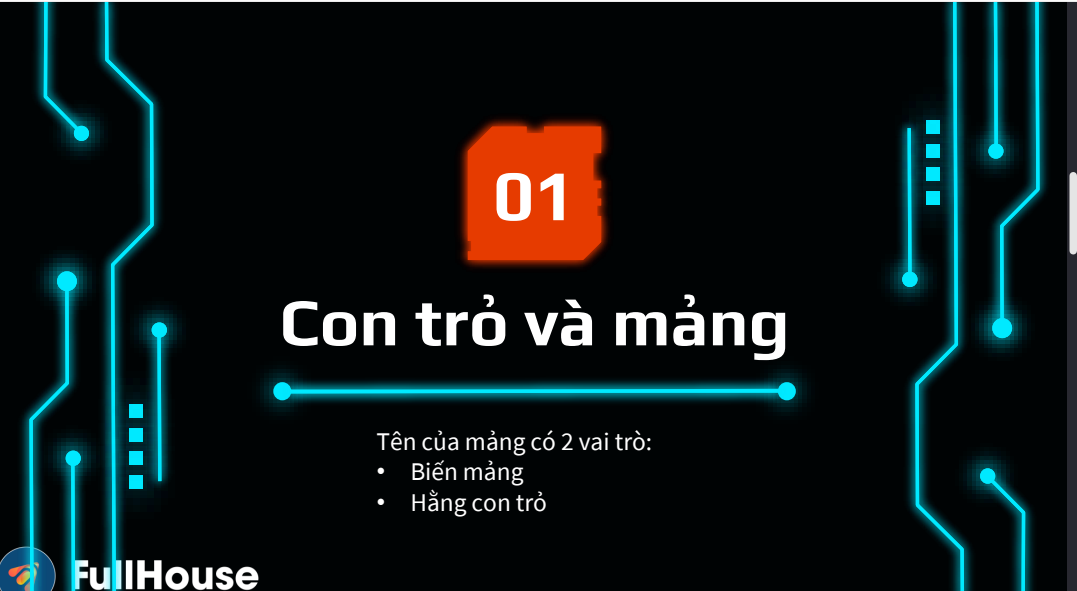 01
Con trỏ và mảng
Tên của mảng có 2 vai trò:
• Biến mảng
• Hằng con trỏ
FullHouse